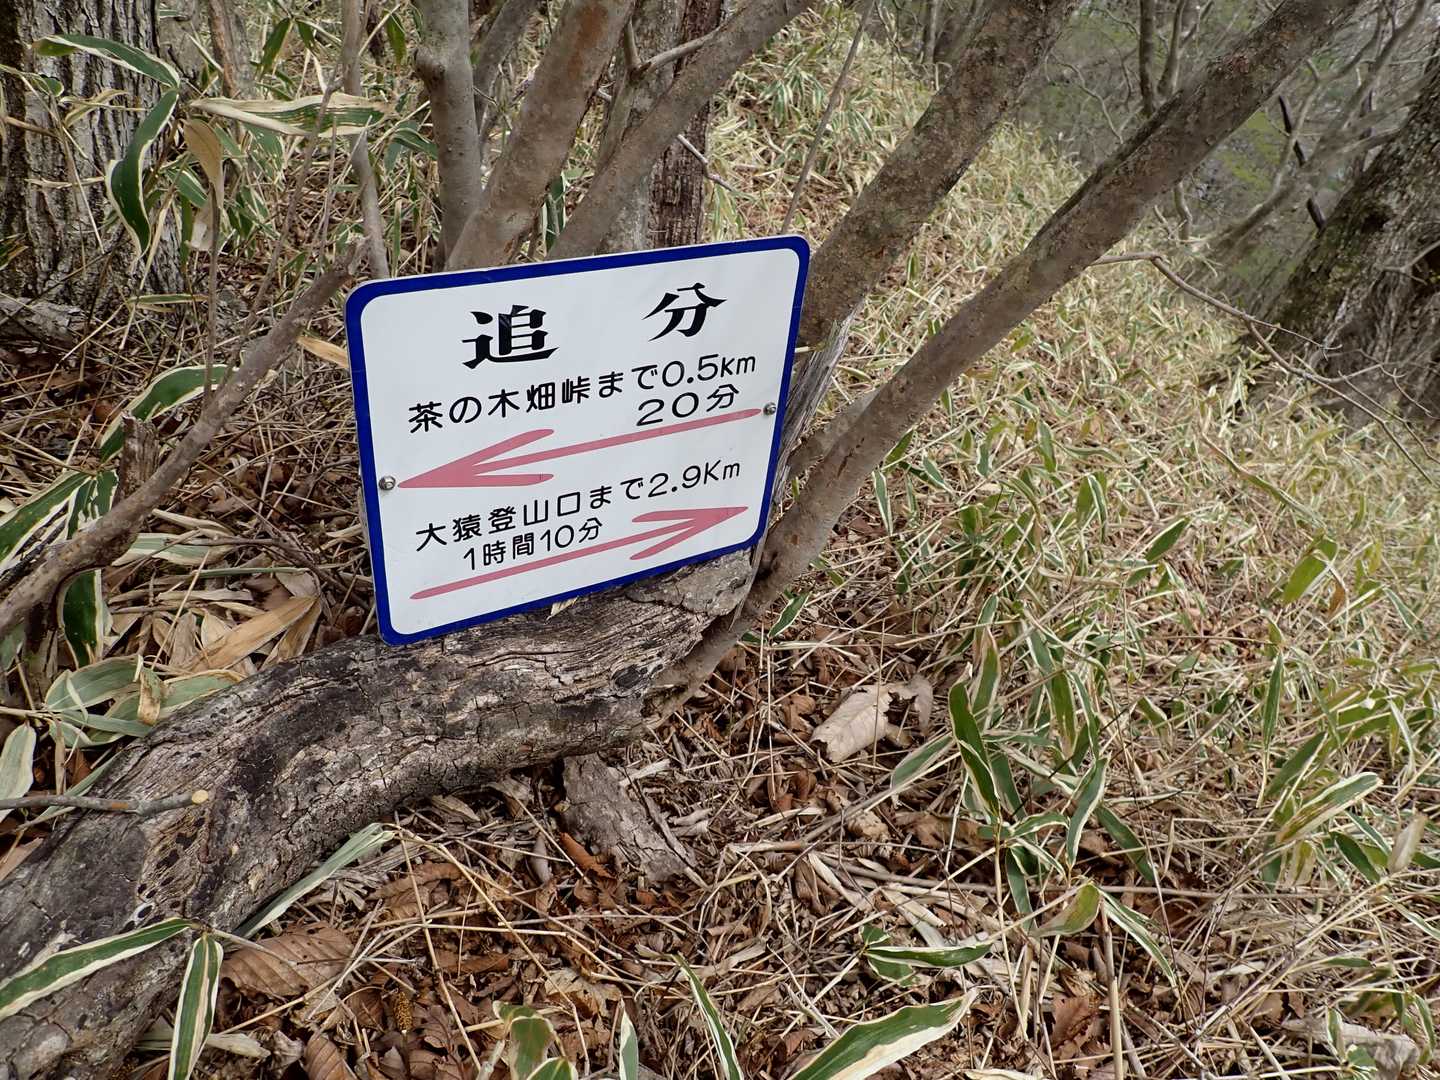 追分
茶の木畑峠まで0.5km
20分
大猿登山口まで2.9Km
1時間10分